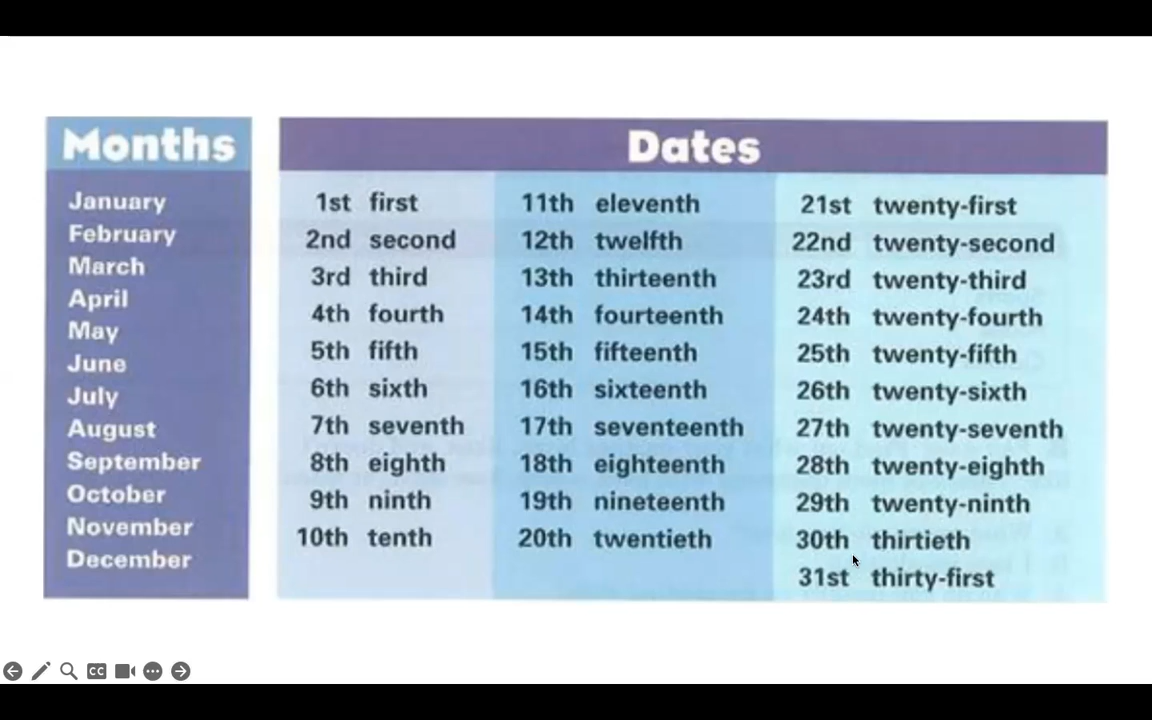 Months
January
February
March
April
May
June
July
August
September
October
November
December
Dates
1st first
2nd second
3rd third
4th fourth
5th fifth
6th sixth
7th seventh
8th eighth
9th ninth
10th tenth
11th eleventh
12th twelfth
13th thirteenth
14th fourteenth
15th fifteenth
16th sixteenth
17th seventeenth
18th eighteenth
19th nineteenth
20th twentieth
21st twenty-first
22nd twenty-second
23rd twenty-third
24th twenty-fourth
25th twenty-fifth
26th twenty-sixth
27th twenty-seventh
28th twenty-eighth
29th twenty-ninth
30th thirtieth
31st thirty-first
CC